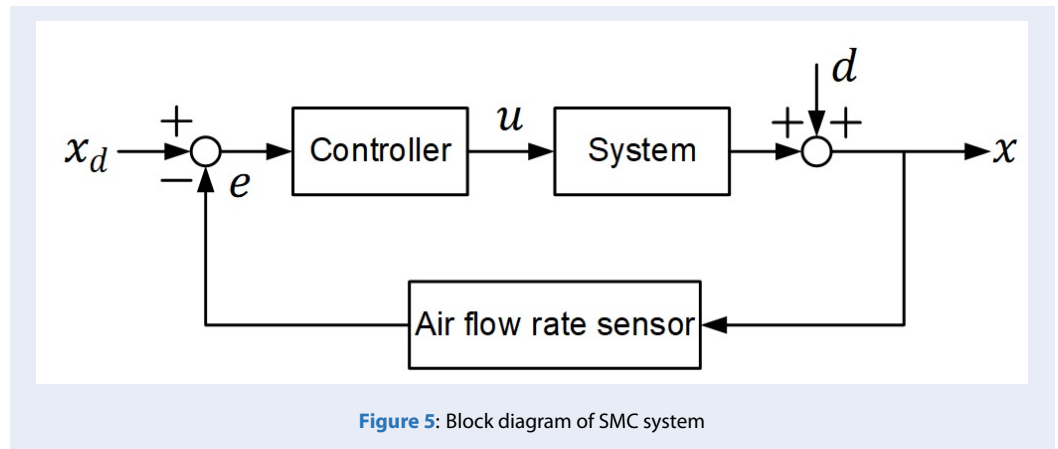 d
+ +
x_d + − e Controller u System x
Air flow rate sensor
Figure 5: Block diagram of SMC system